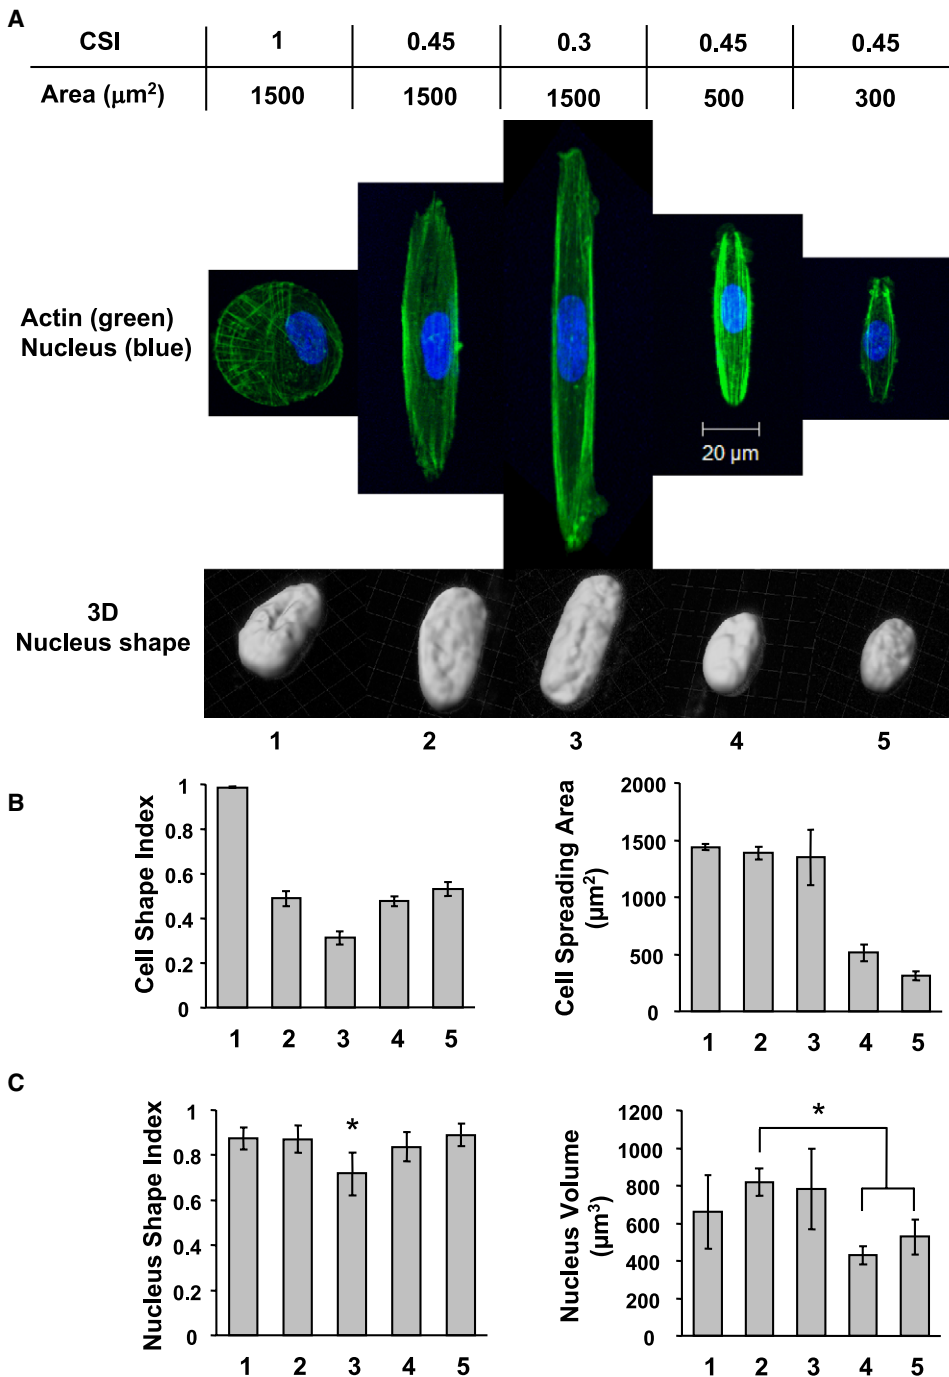 A
CSI 1 0.45 0.3 0.45 0.45
Area (μm²) 1500 1500 1500 500 300
Actin (green)
Nucleus (blue)
20 μm
3D
Nucleus shape
1 2 3 4 5
B
Cell Shape Index
1
0.8
0.6
0.4
0.2
0
1 2 3 4 5
Cell Spreading Area
(μm²)
2000
1500
1000
500
0
1 2 3 4 5
C
Nucleus Shape Index
1
0.8
0.6
0.4
0.2
0
*
1 2 3 4 5
Nucleus Volume
(μm³)
1200
1000
800
600
400
200
0
*
1 2 3 4 5